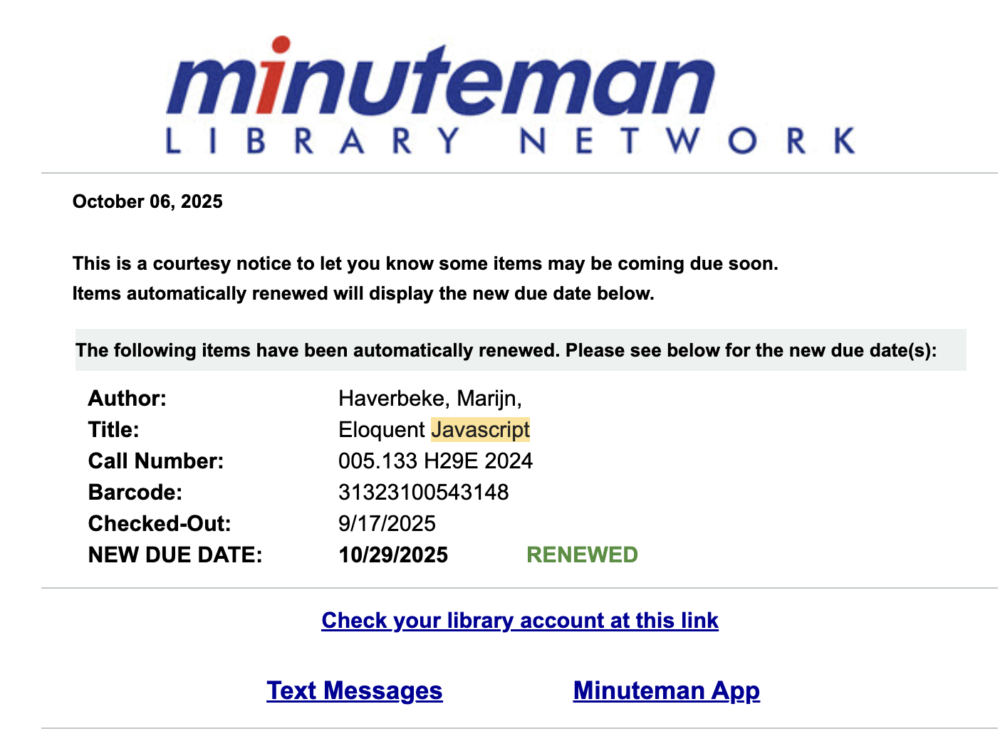 minuteman
LIBRARY NETWORK
October 06, 2025
This is a courtesy notice to let you know some items may be coming due soon.
Items automatically renewed will display the new due date below.
The following items have been automatically renewed. Please see below for the new due date(s):
Author: Haverbeke, Marijn,
Title: Eloquent Javascript
Call Number: 005.133 H29E 2024
Barcode: 31323100543148
Checked-Out: 9/17/2025
NEW DUE DATE: 10/29/2025 RENEWED
Check your library account at this link
Text Messages Minuteman App